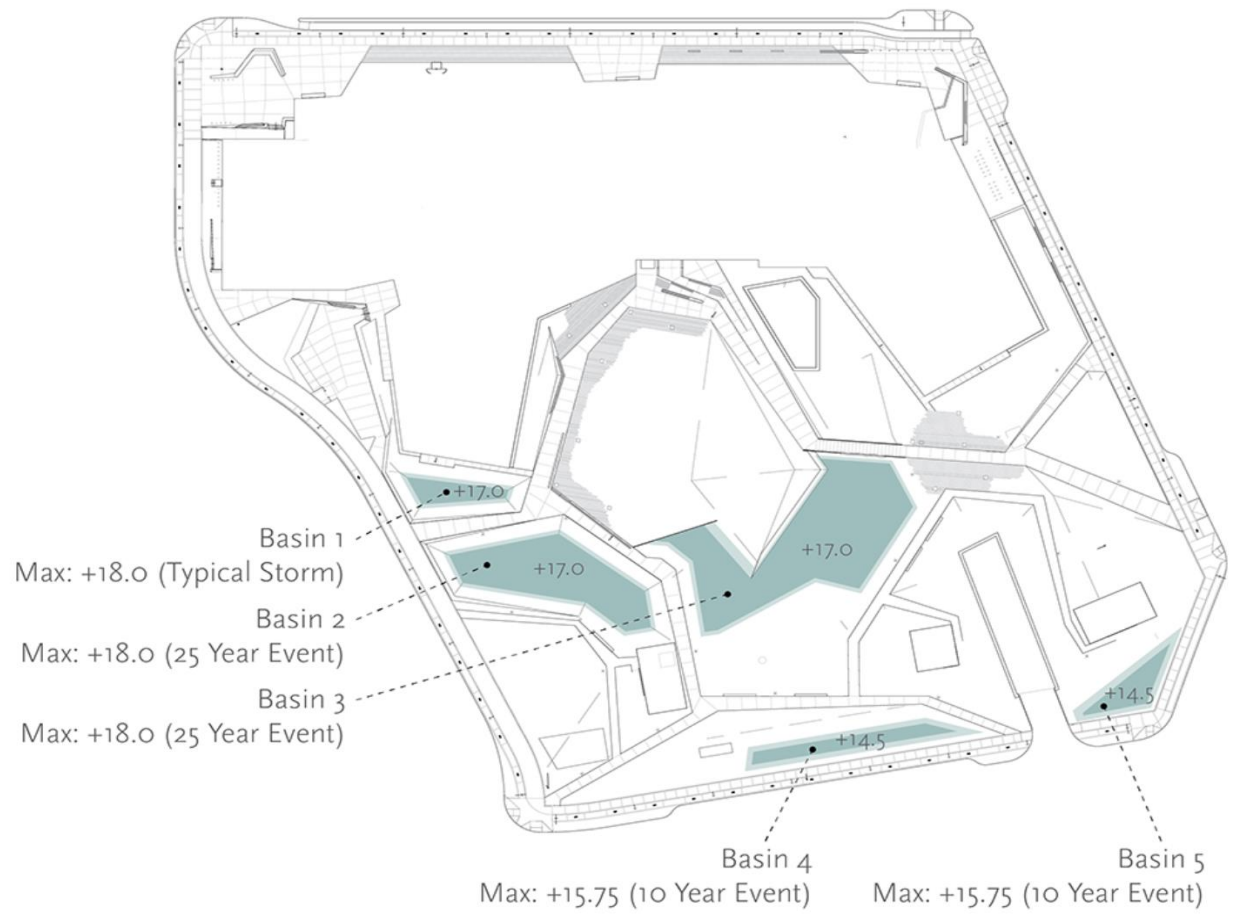 +17.0
Basin 1
Max: +18.0 (Typical Storm)
+17.0
Basin 2
Max: +18.0 (25 Year Event)
+17.0
Basin 3
Max: +18.0 (25 Year Event)
+14.5
Basin 4
Max: +15.75 (10 Year Event)
+14.5
Basin 5
Max: +15.75 (10 Year Event)